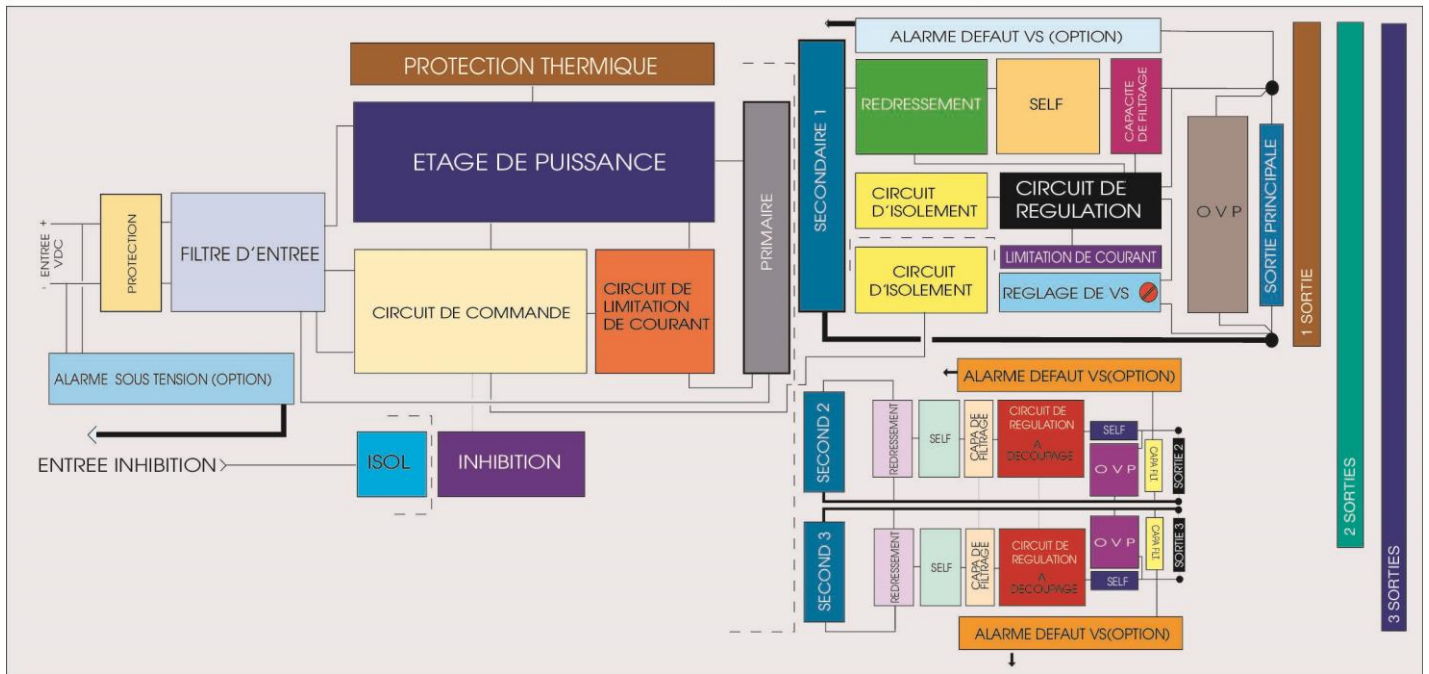 PROTECTION THERMIQUE
ETAGE DE PUISSANCE
ENTREE +
VDC -
PROTECTION
FILTRE D'ENTREE
CIRCUIT DE COMMANDE
CIRCUIT DE
LIMITATION
DE COURANT
PRIMAIRE
ALARME SOUS TENSION (OPTION)
ENTREE INHIBITION
ISOL
INHIBITION
ALARME DEFAUT VS (OPTION)
SECONDAIRE 1
REDRESSEMENT
SELF
CAPACITE
DE FILTRAGE
CIRCUIT
D'ISOLEMENT
CIRCUIT DE
REGULATION
LIMITATION DE COURANT
CIRCUIT
D'ISOLEMENT
REGLAGE DE VS
O V P
SORTIE PRINCIPALE
1 SORTIE
2 SORTIES
3 SORTIES
ALARME DEFAUT VS(OPTION)
SECOND 2
REDRESSEMENT
SELF
CAPA DE
FILTRAGE
CIRCUIT DE
REGULATION
A
DECOUPAGE
SELF
O V P
CAPA FILT.
SORTIE 2
SECOND 3
REDRESSEMENT
SELF
CAPA DE
FILTRAGE
CIRCUIT DE
REGULATION
A
DECOUPAGE
O V P
SELF
CAPA FILT.
SORTIE 3
ALARME DEFAUT VS(OPTION)